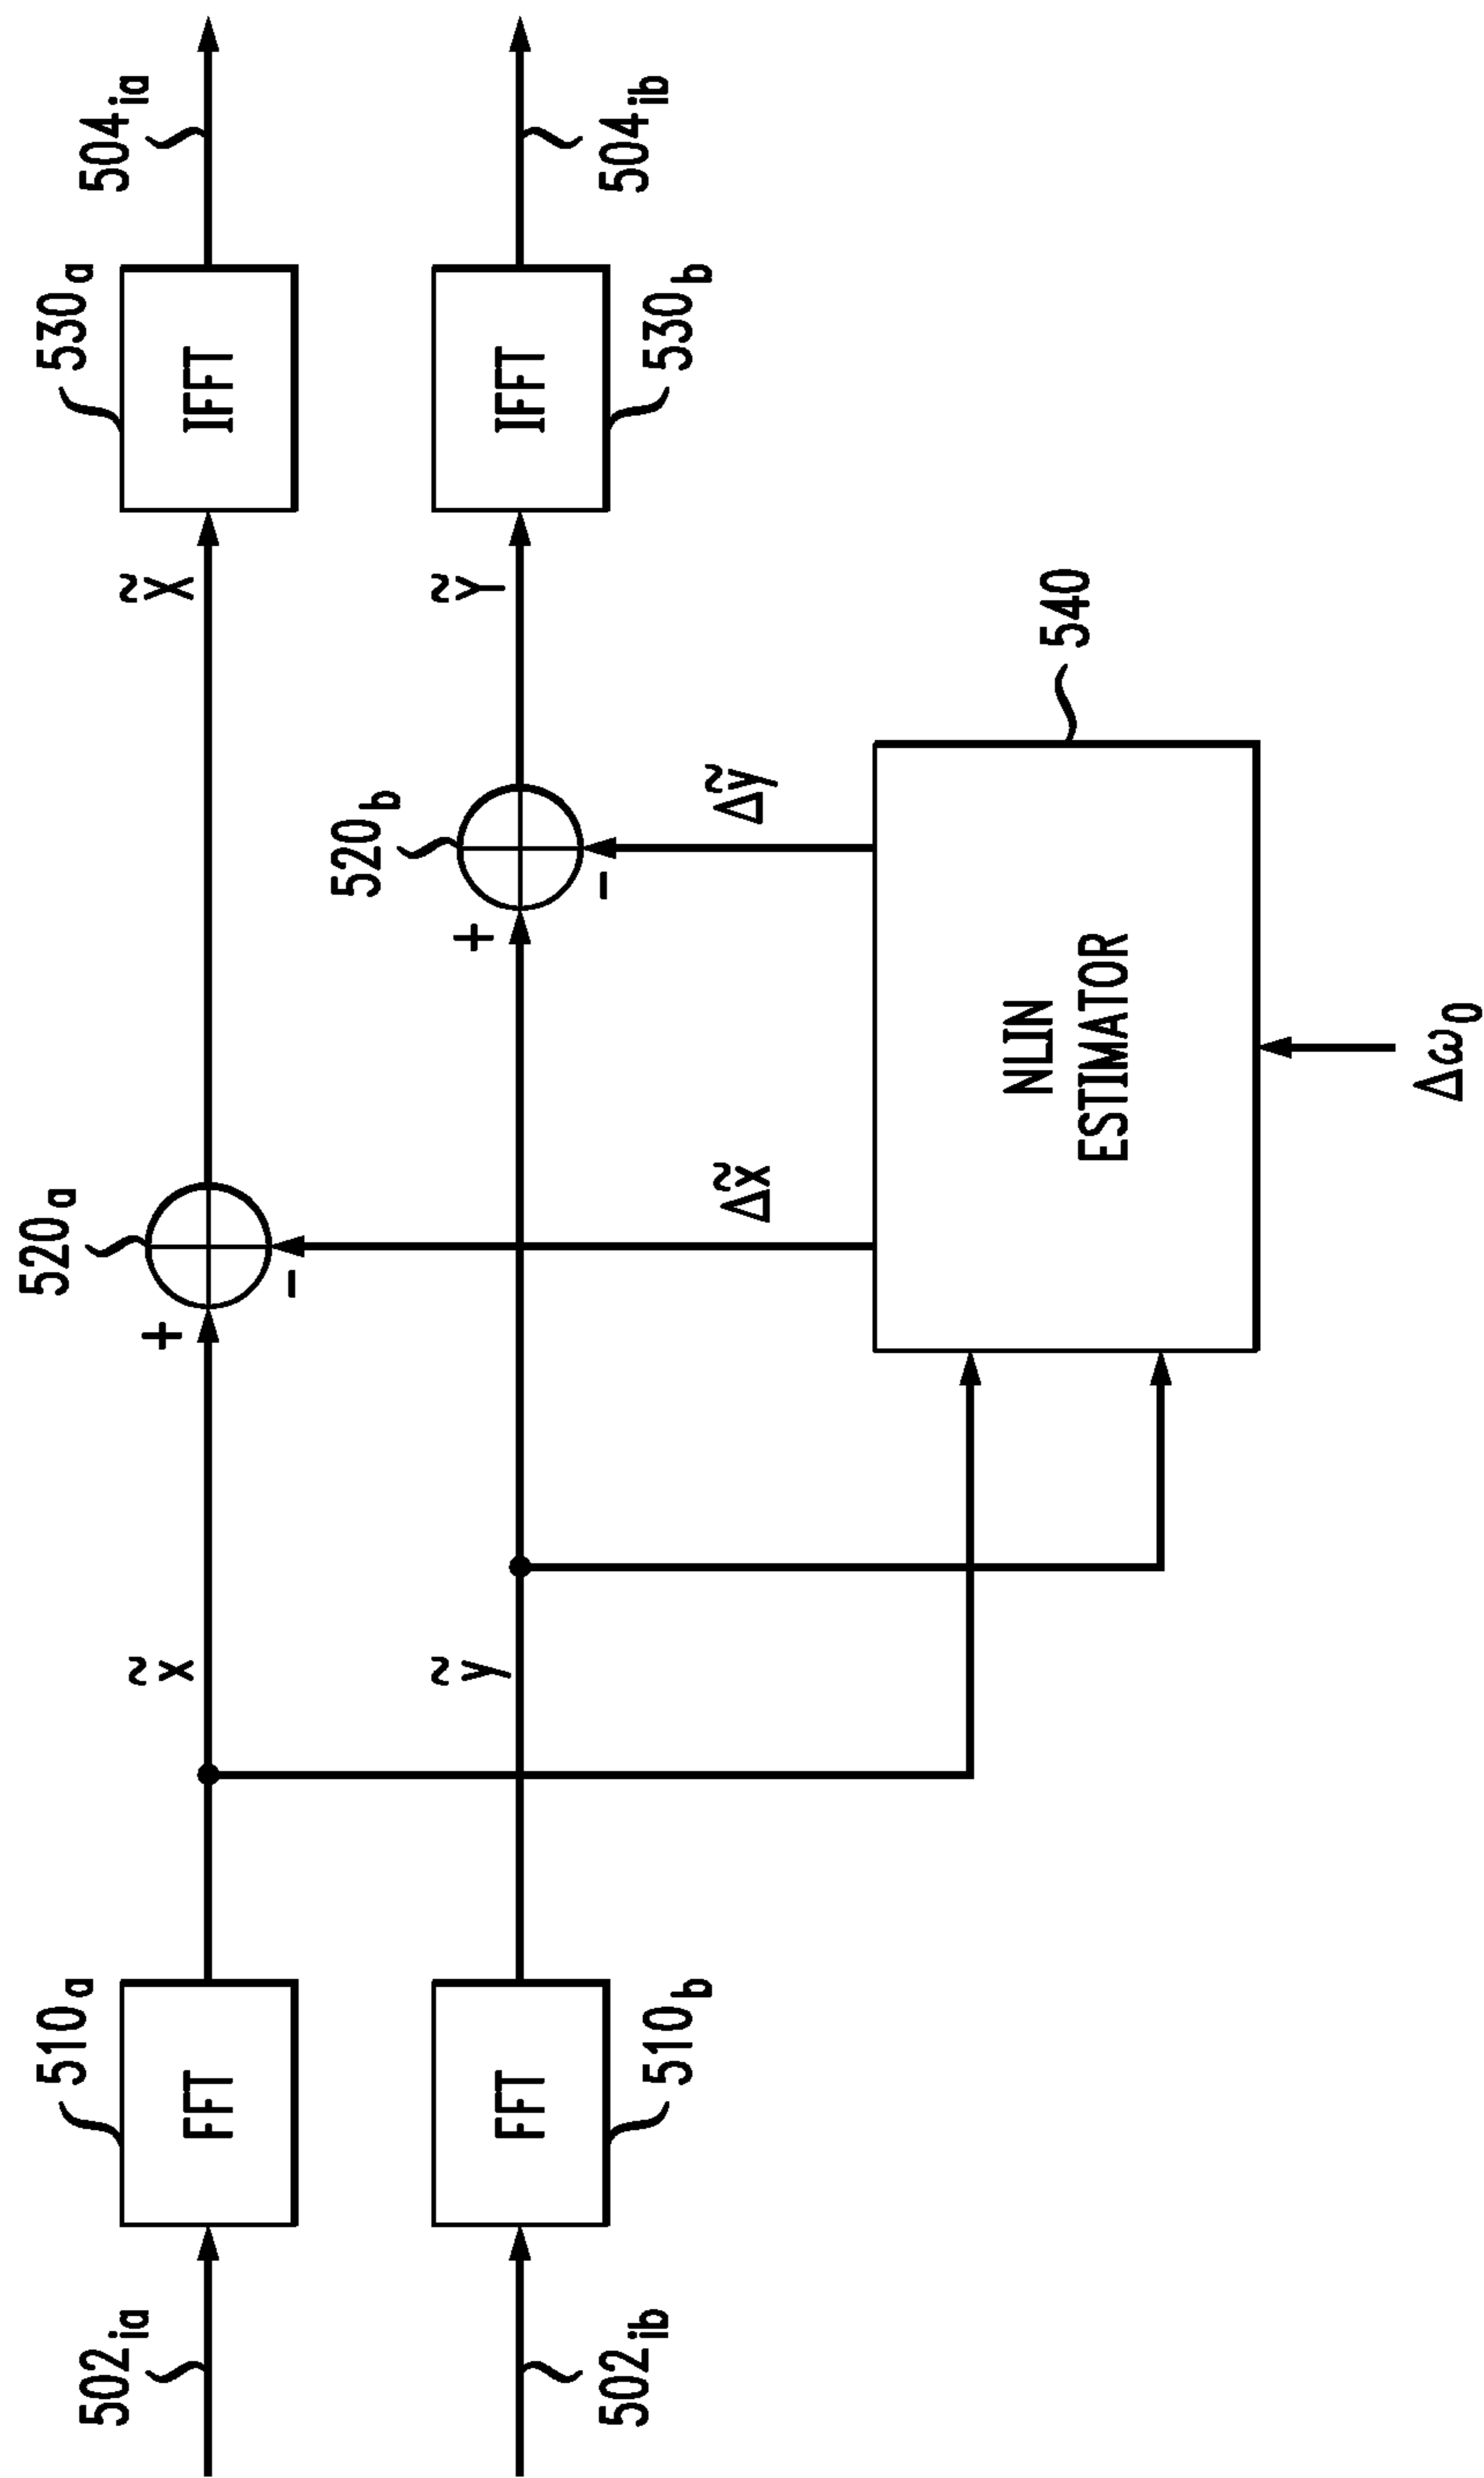 502ia
510a
FFT
x̃
+
520a
-
X̃
530a
IFFT
504ia
502ib
510b
FFT
ỹ
+
520b
-
Ỹ
530b
IFFT
504ib
Δx̃
Δỹ
NLIN
ESTIMATOR
540
Δω0